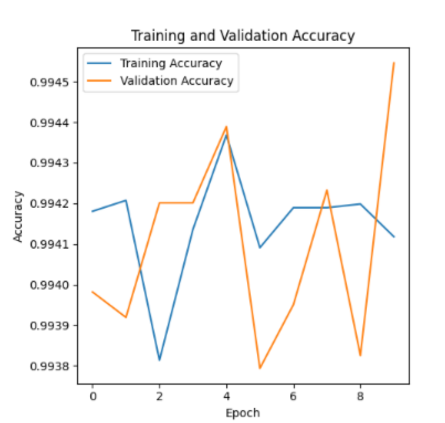 Training and Validation Accuracy
Training Accuracy
Validation Accuracy
0.9945
0.9944
0.9943
0.9942
0.9941
0.9940
0.9939
0.9938
Accuracy
0 2 4 6 8
Epoch